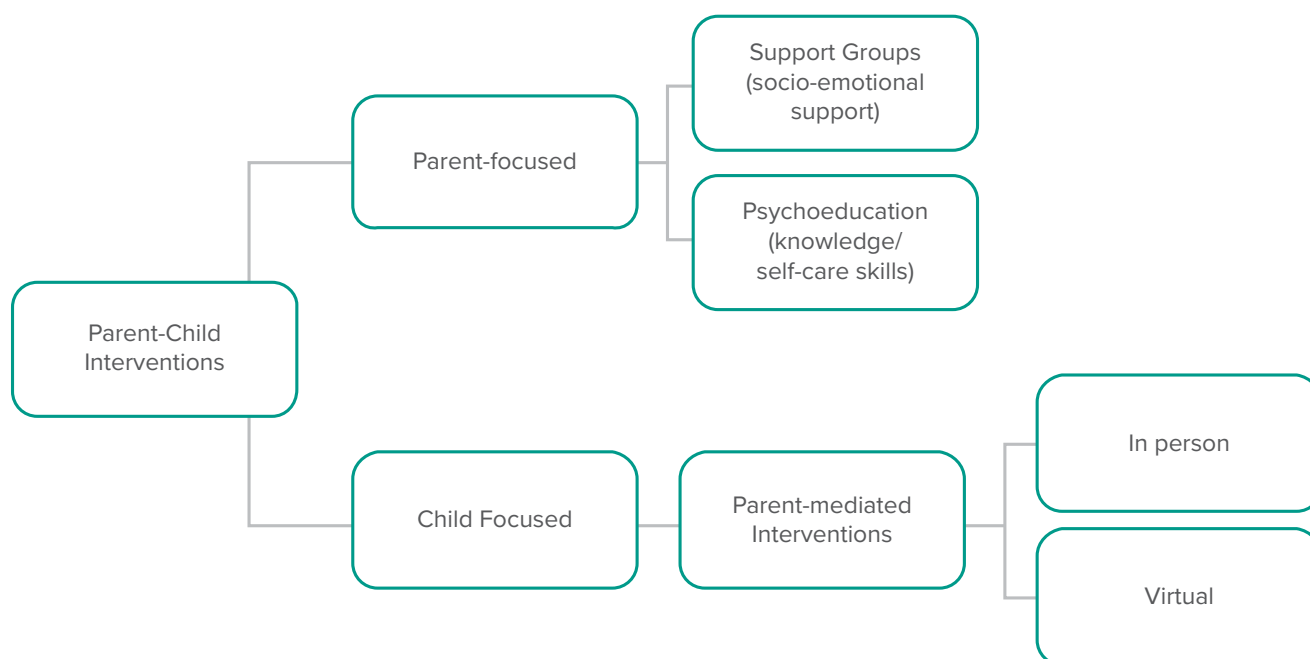 Support Groups
(socio-emotional
support)
Parent-focused
Psychoeducation
(knowledge/
self-care skills)
Parent-Child
Interventions
In person
Child Focused
Parent-mediated
Interventions
Virtual